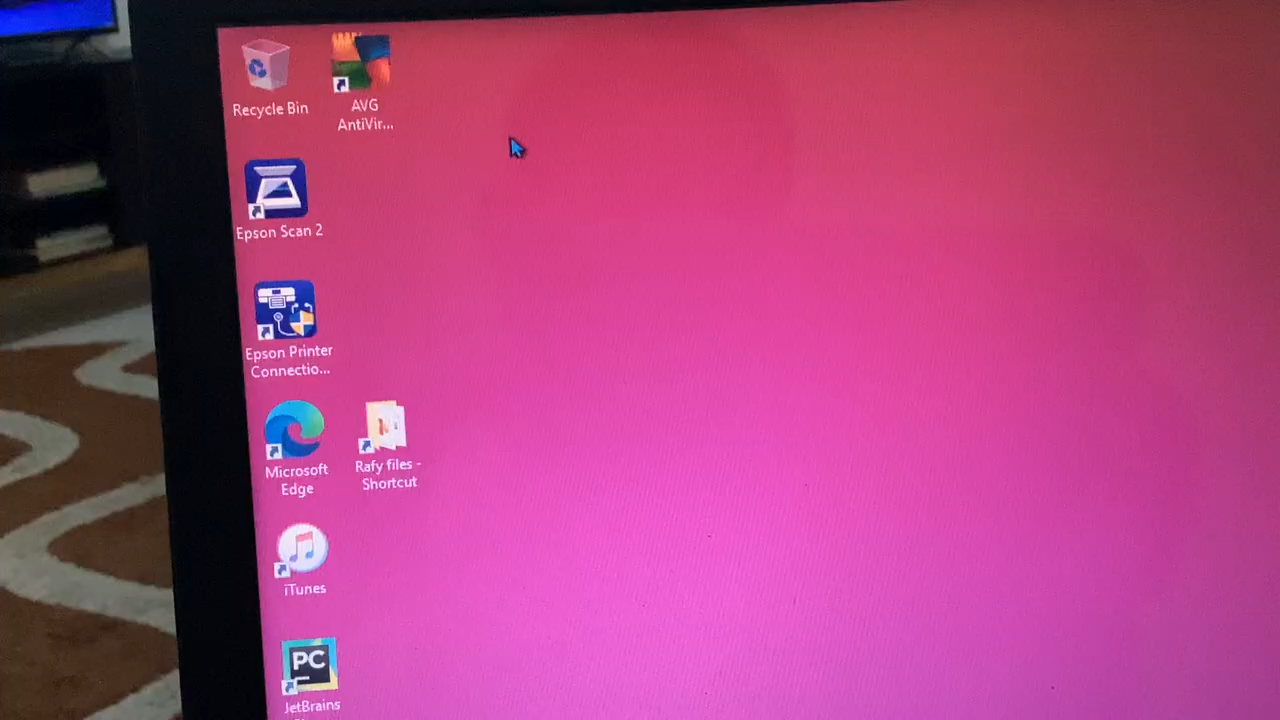 Recycle Bin
AVG
AntiVir...
Epson Scan 2
Epson Printer
Connectio...
Microsoft
Edge
Rafy files -
Shortcut
iTunes
PC
JetBrains